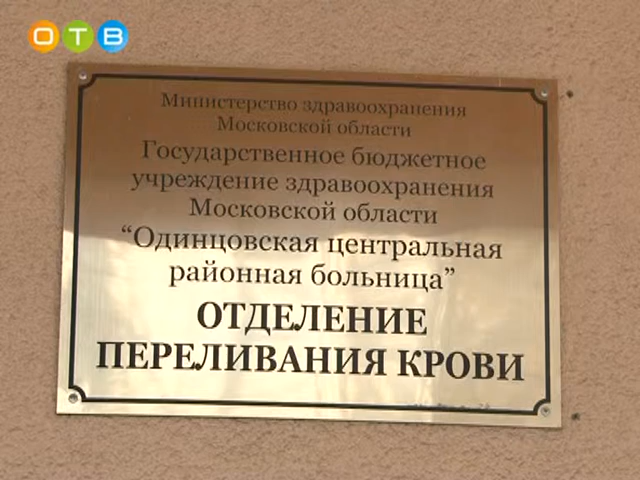 ОТВ
Министерство здравоохранения
Московской области
Государственное бюджетное
учреждение здравоохранения
Московской области
“Одинцовская центральная
районная больница”
ОТДЕЛЕНИЕ
ПЕРЕЛИВАНИЯ КРОВИ